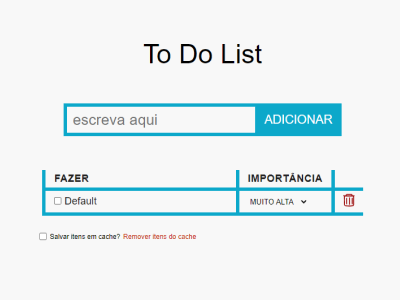 To Do List
escreva aqui ADICIONAR
FAZER IMPORTÂNCIA
Default MUITO ALTA
Salvar itens em cache? Remover itens do cache